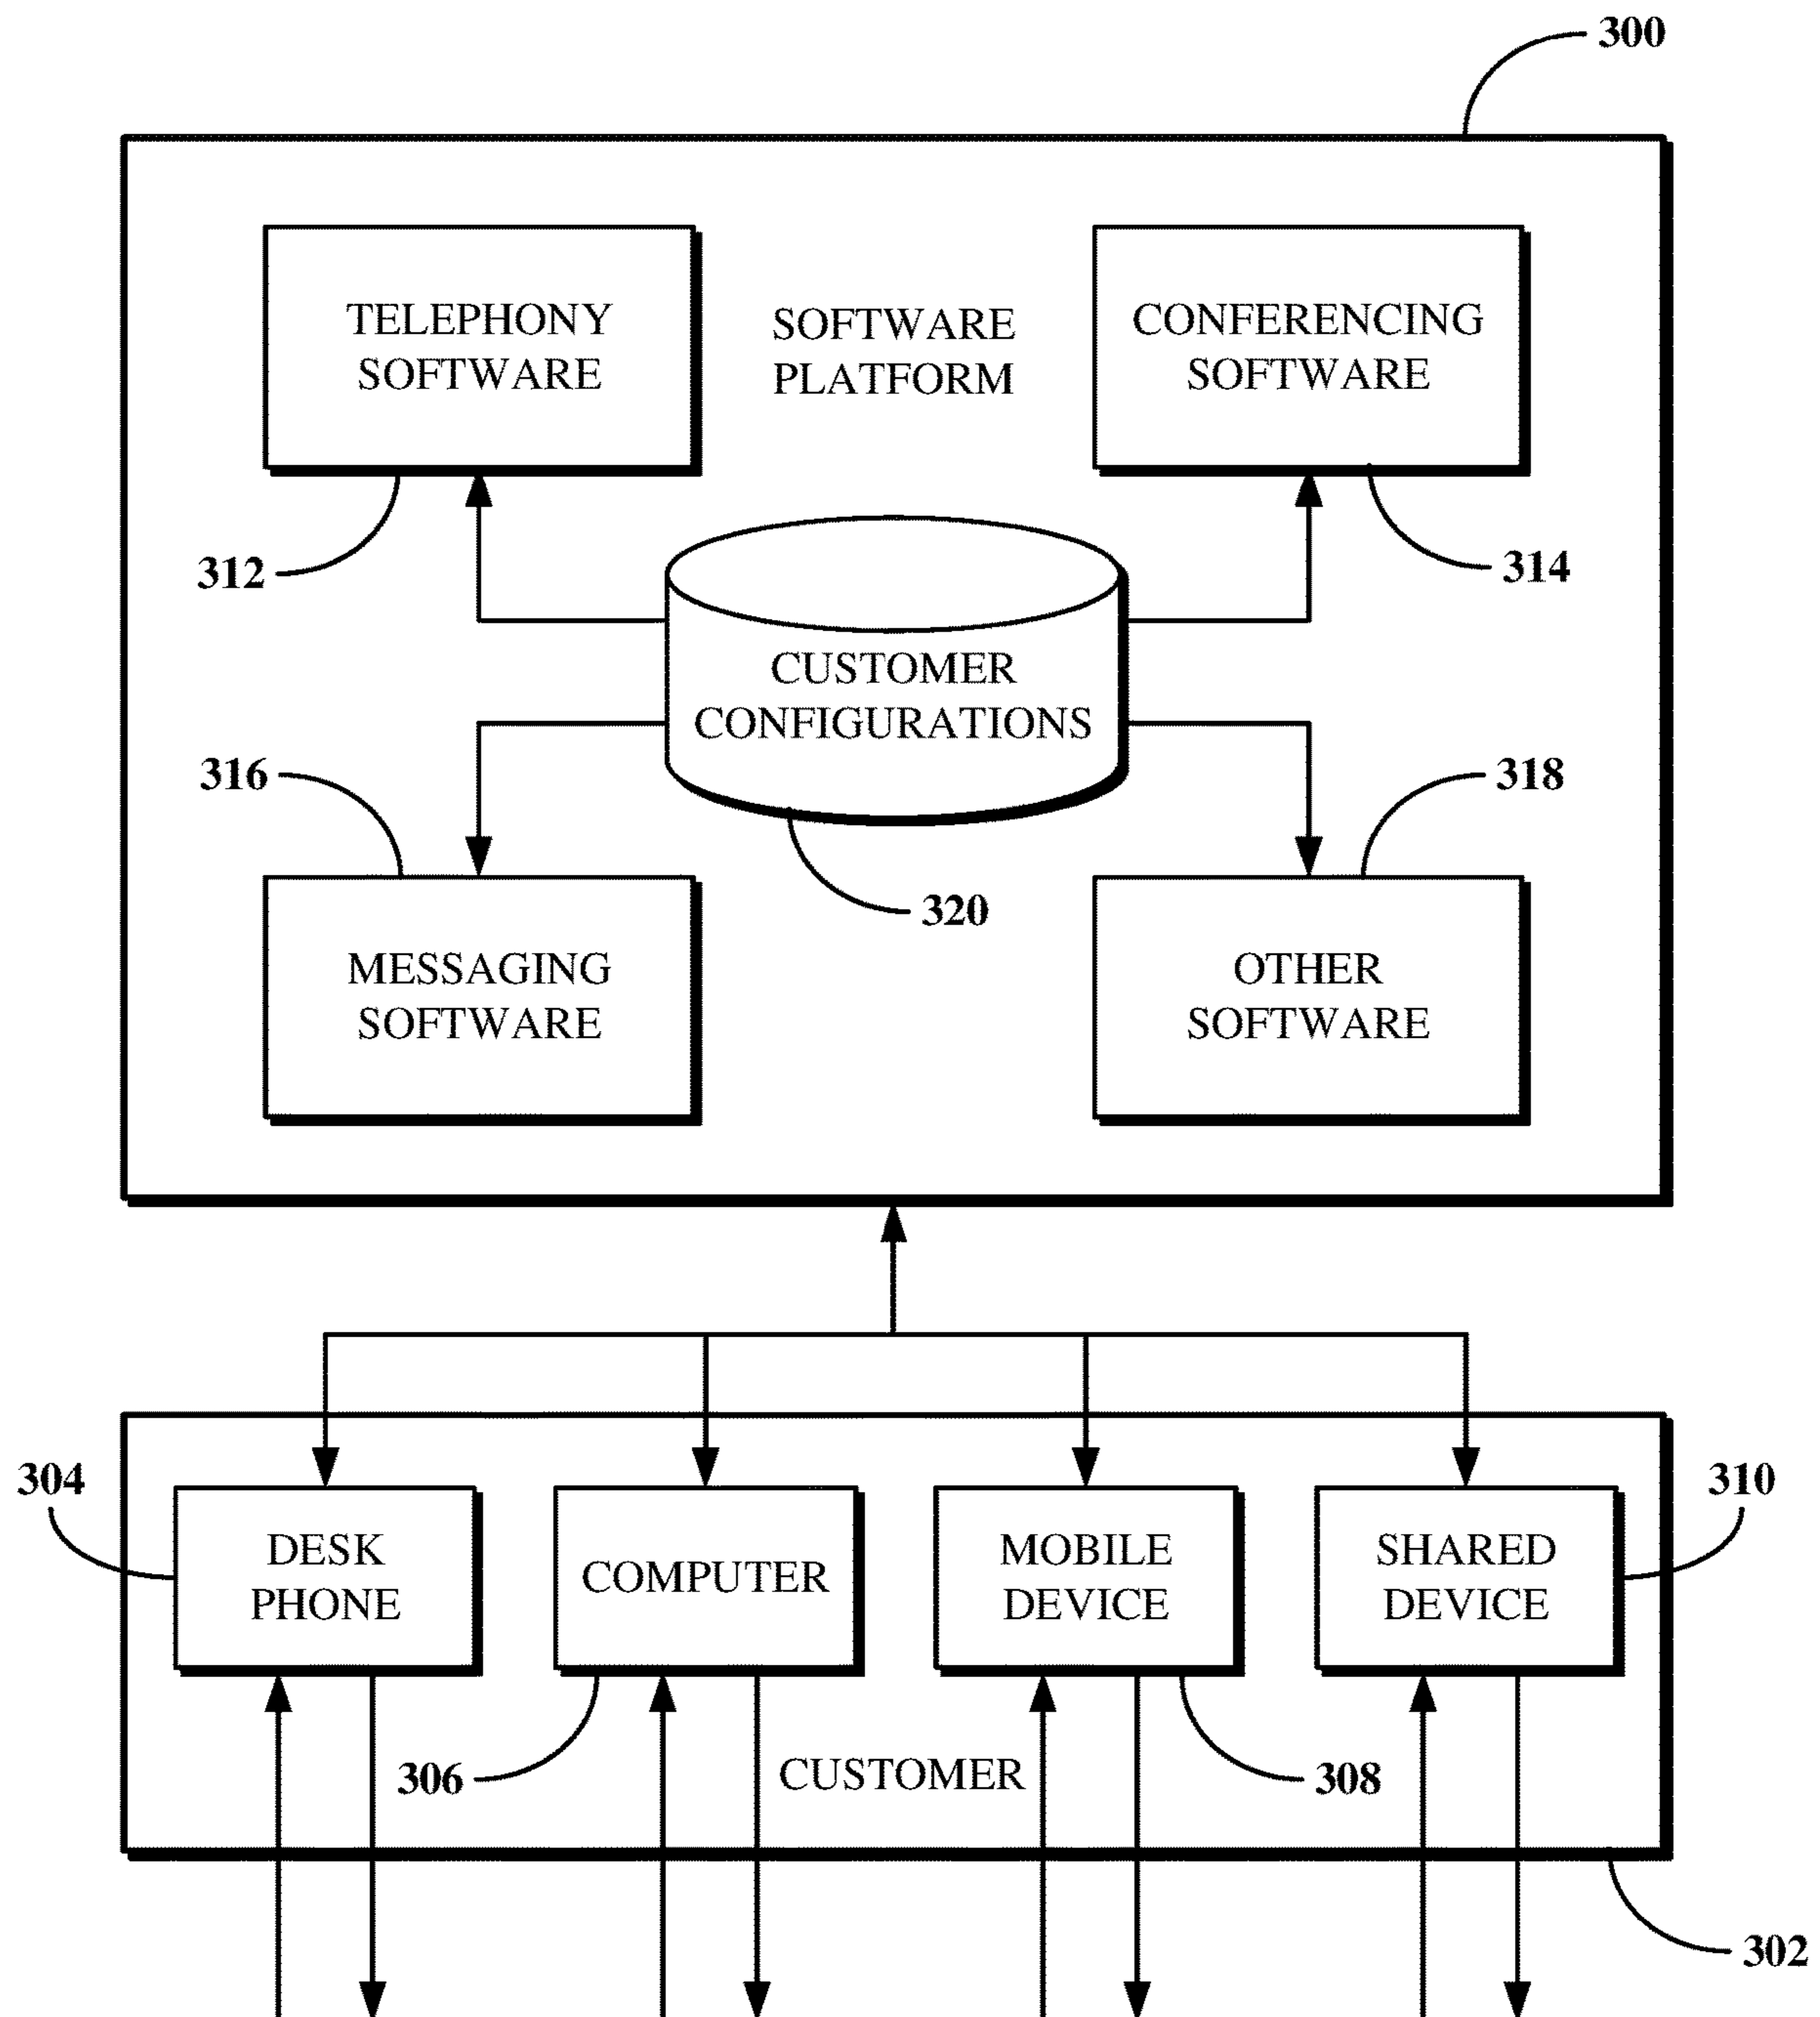 300
TELEPHONY
SOFTWARE
SOFTWARE
PLATFORM
CONFERENCING
SOFTWARE
312
314
CUSTOMER
CONFIGURATIONS
316
318
320
MESSAGING
SOFTWARE
OTHER
SOFTWARE
304
310
DESK
PHONE
COMPUTER
MOBILE
DEVICE
SHARED
DEVICE
306
CUSTOMER
308
302